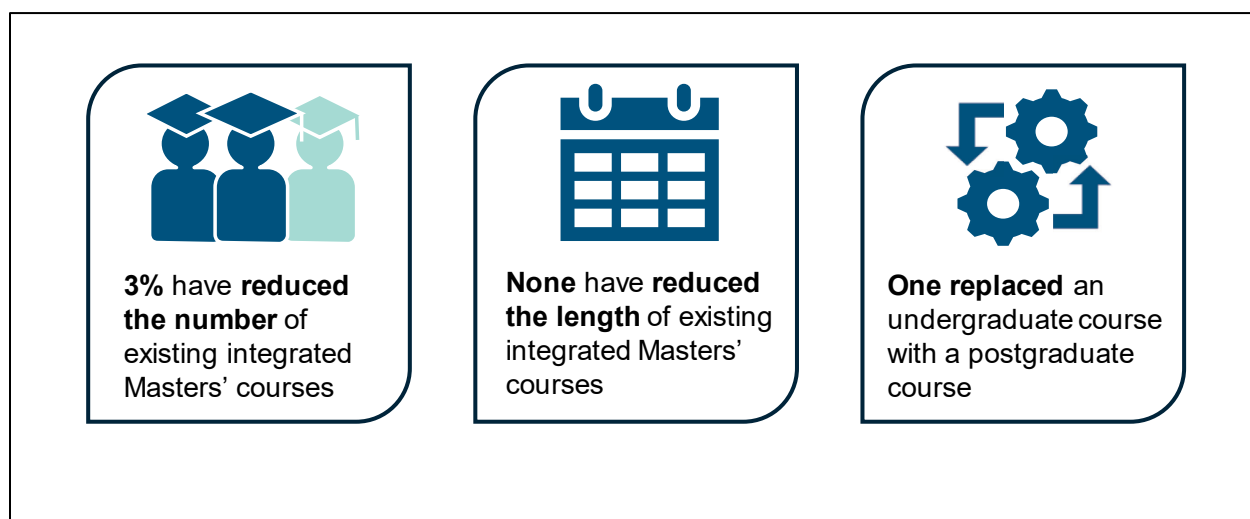 3% have reduced
the number of
existing integrated
Masters’ courses
None have reduced
the length of existing
integrated Masters’
courses
One replaced an
undergraduate course
with a postgraduate
course